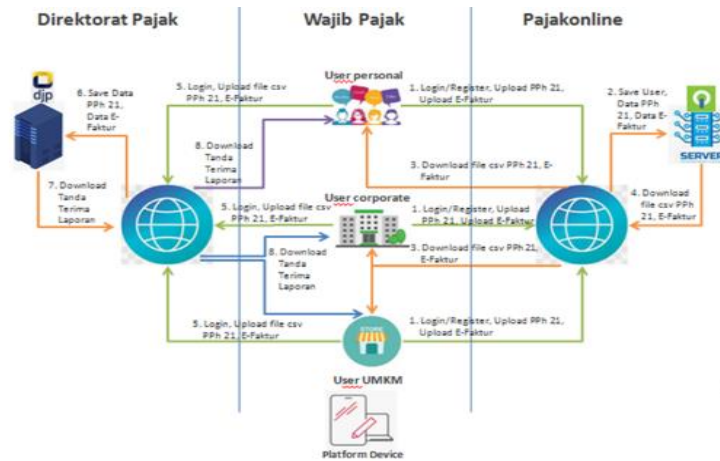 Direktorat Pajak
Wajib Pajak
Pajakonline
djp
6. Save Data
PPh 21,
Data E-
Faktur
7. Download
Tanda
Terima
Laporan
5. Login, Upload file csv
PPh 21, E-Faktur
8. Download
Tanda
Terima
Laporan
User personal
1. Login/Register, Upload PPh 21,
Upload E-Faktur
2. Save User,
Data PPh
21, Data E-
Faktur
SERVER
3. Download file csv PPh 21, E-
Faktur
4. Download
file csv PPh
21, E-Faktur
User corporate
5. Login, Upload file csv
PPh 21, E-Faktur
1. Login/Register, Upload
PPh 21, Upload E-Faktur
8. Download
Tanda
Terima
Laporan
3. Download file csv PPh 21,
E-Faktur
5. Login, Upload file csv
PPh 21, E-Faktur
STORE
1. Login/Register, Upload PPh 21,
Upload E-Faktur
User UMKM
Platform Device